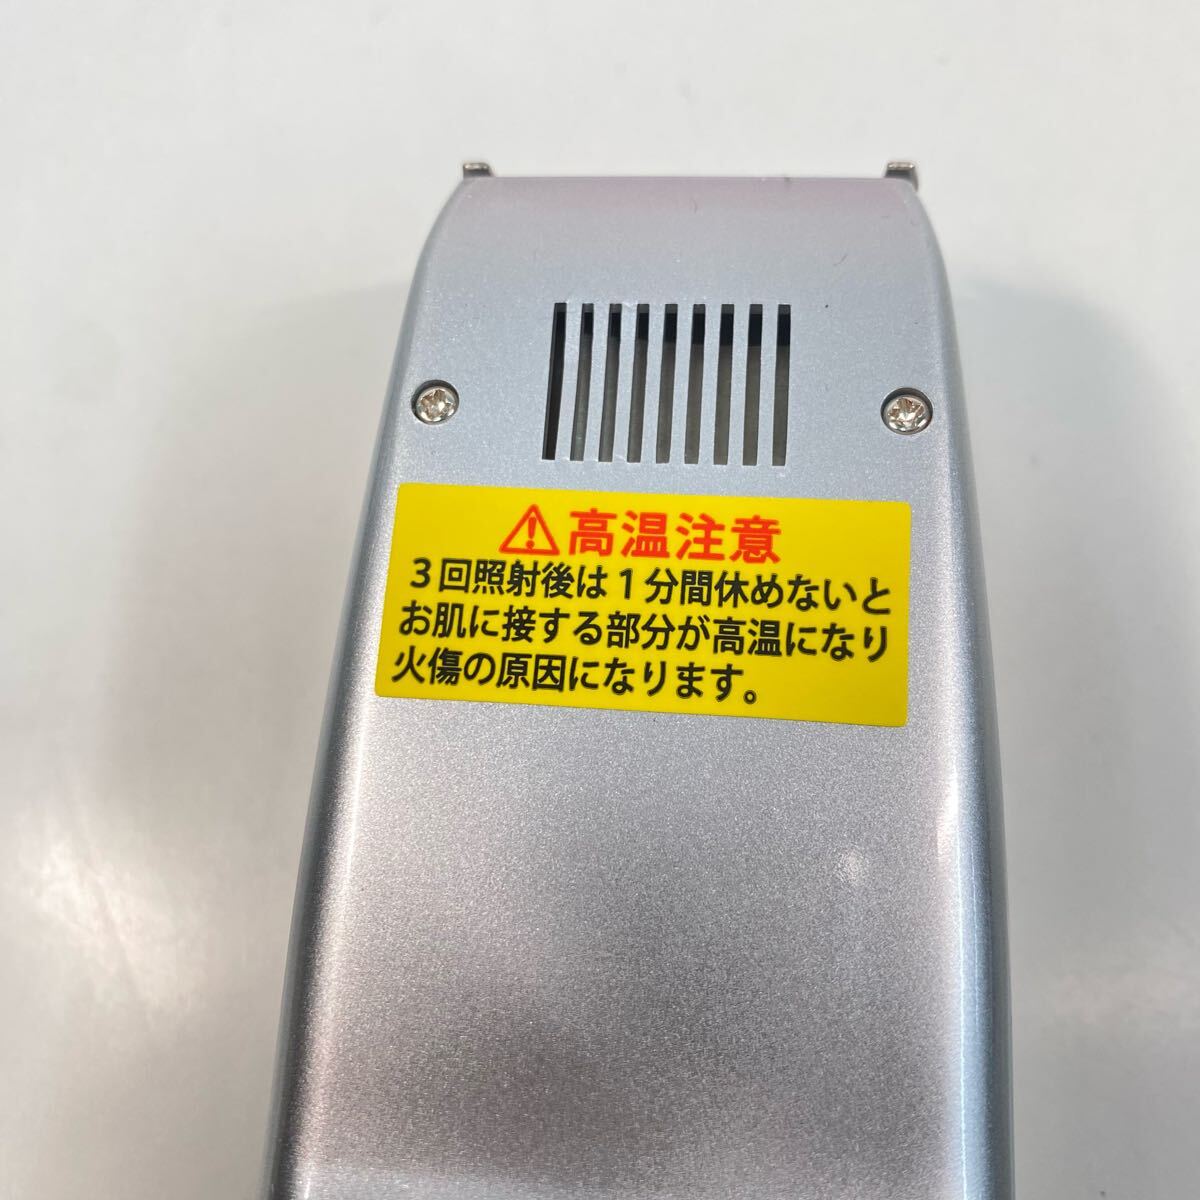 ⚠高温注意
3回照射後は1分間休めないと
お肌に接する部分が高温になり
火傷の原因になります。